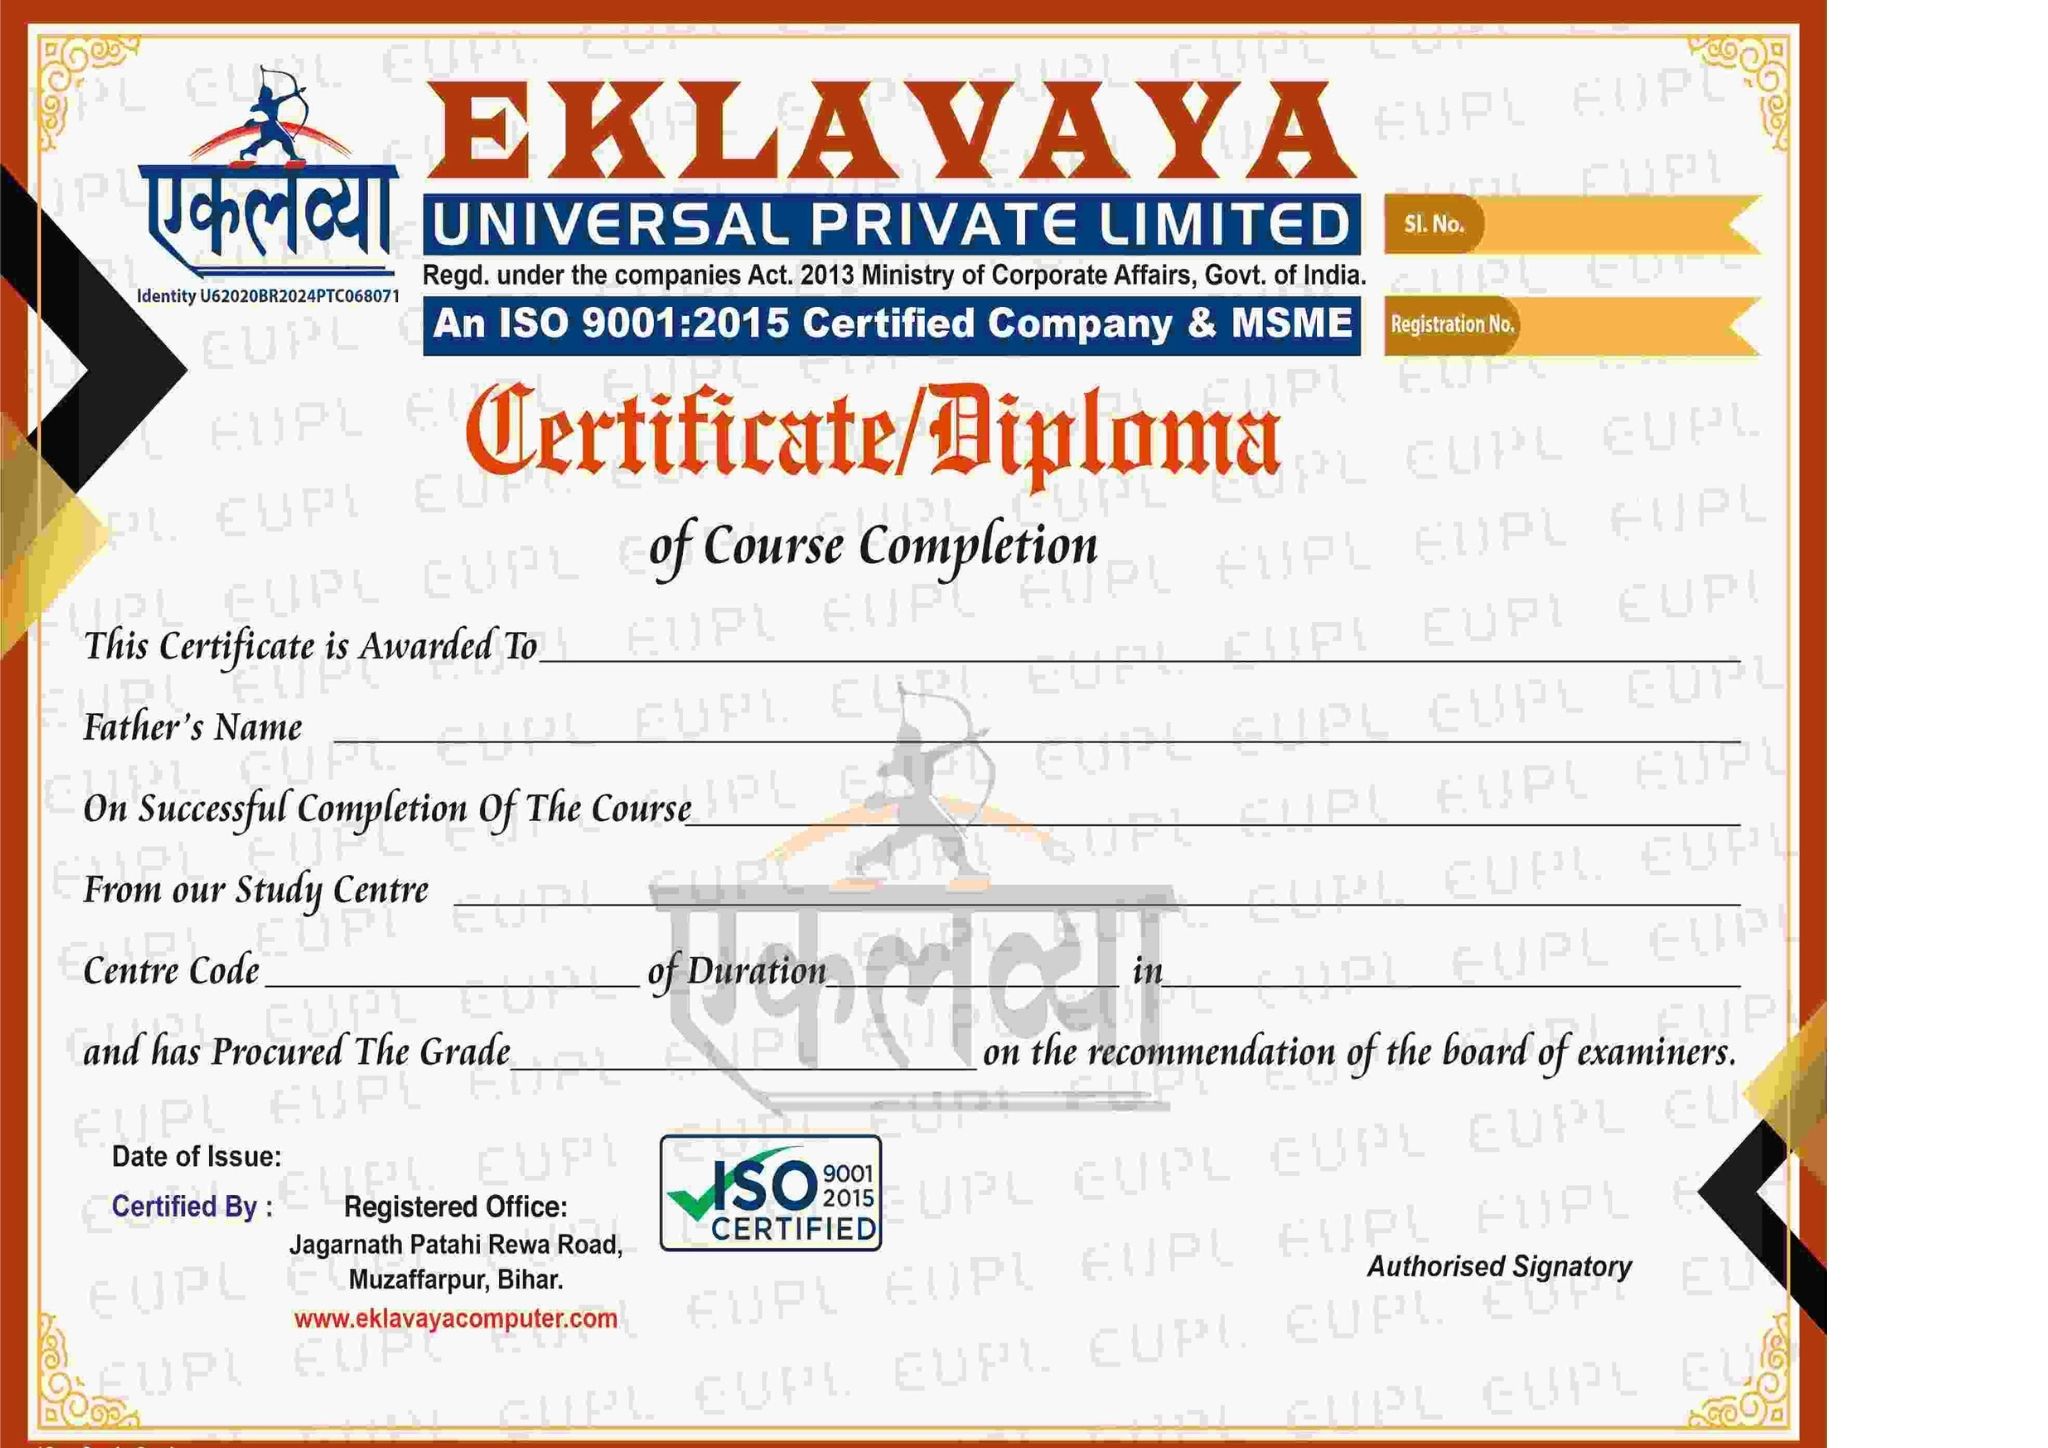 EKLAVAYA
एकलव्या
UNIVERSAL PRIVATE LIMITED
Sl. No.
Regd. under the companies Act. 2013 Ministry of Corporate Affairs, Govt. of India.
Identity U62020BR2024PTC068071
An ISO 9001:2015 Certified Company & MSME
Registration No.
Certificate/Diploma
of Course Completion
This Certificate is Awarded To
Father's Name
On Successful Completion Of The Course
From our Study Centre
एकलव्या
Centre Code of Duration in
and has Procured The Grade on the recommendation of the board of examiners.
Date of Issue:
Certified By :
Registered Office:
Jagarnath Patahi Rewa Road,
Muzaffarpur, Bihar.
www.eklavayacomputer.com
ISO 9001 2015
CERTIFIED
Authorised Signatory
EUPL